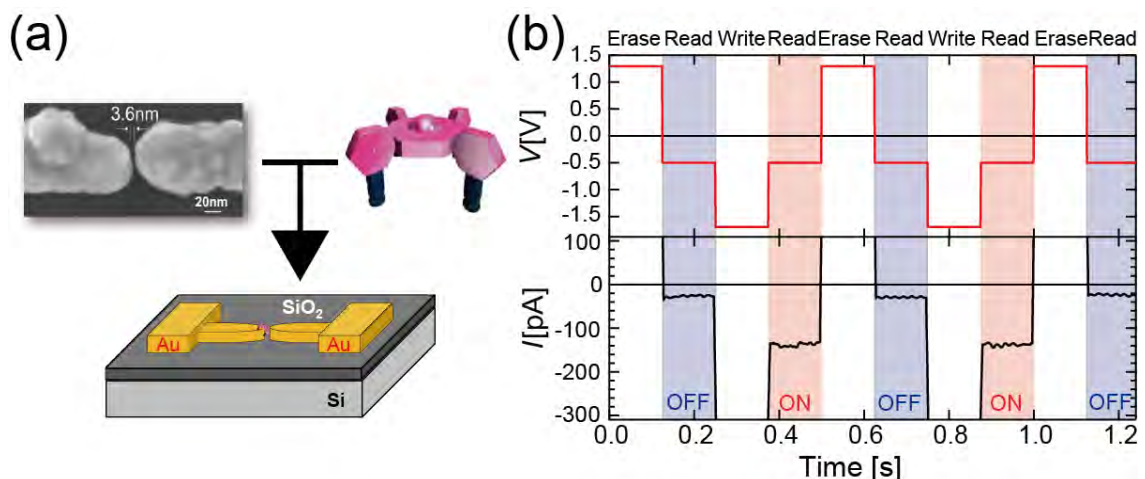 (a)
3.6nm
20nm
SiO2
Au
Au
Si
(b)
Erase Read Write Read Erase Read Write Read Erase Read
1.5
1.0
0.5
0.0
-0.5
-1.0
-1.5
V[V]
100
0
-100
-200
-300
I[pA]
OFF ON OFF ON OFF
0.0 0.2 0.4 0.6 0.8 1.0 1.2
Time [s]